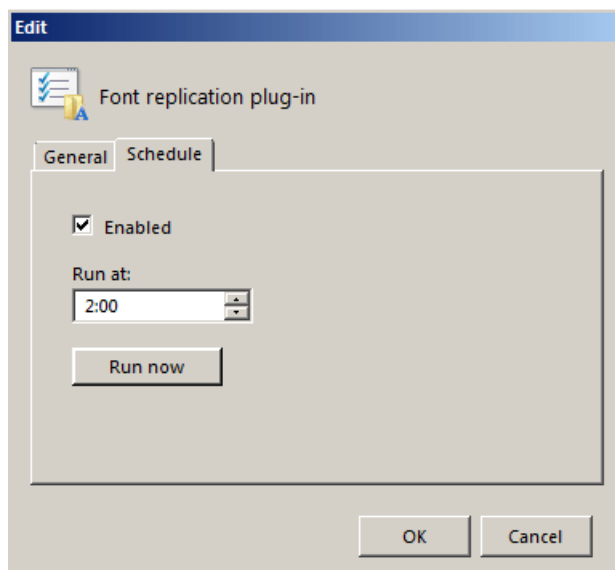 Edit
Font replication plug-in
General Schedule
Enabled
Run at:
2:00
Run now
OK Cancel